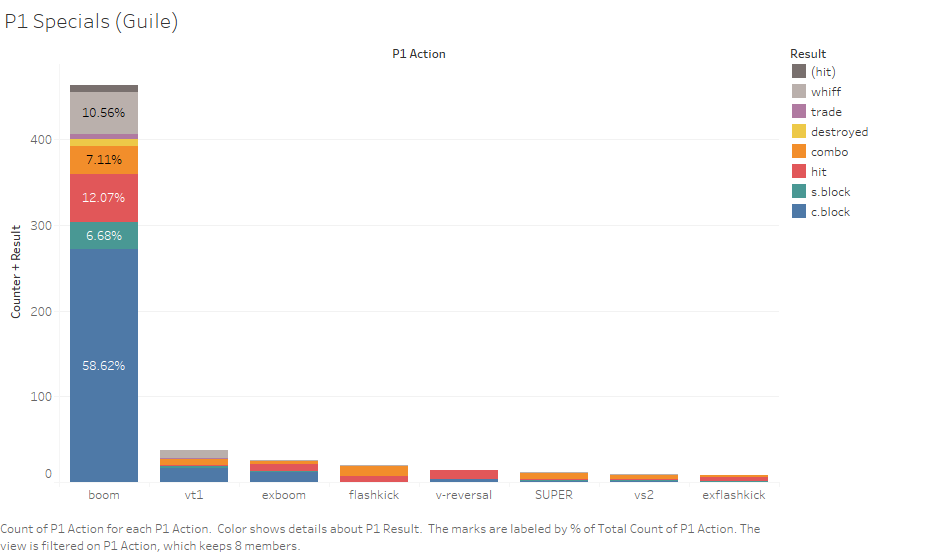 P1 Specials (Guile)
P1 Action
Result
(hit)
whiff
trade
destroyed
combo
hit
s.block
c.block
Counter + Result
400
300
200
100
0
10.56%
7.11%
12.07%
6.68%
58.62%
boom
vt1
exboom
flashkick
v-reversal
SUPER
vs2
exflashkick
Count of P1 Action for each P1 Action. Color shows details about P1 Result. The marks are labeled by % of Total Count of P1 Action. The
view is filtered on P1 Action, which keeps 8 members.